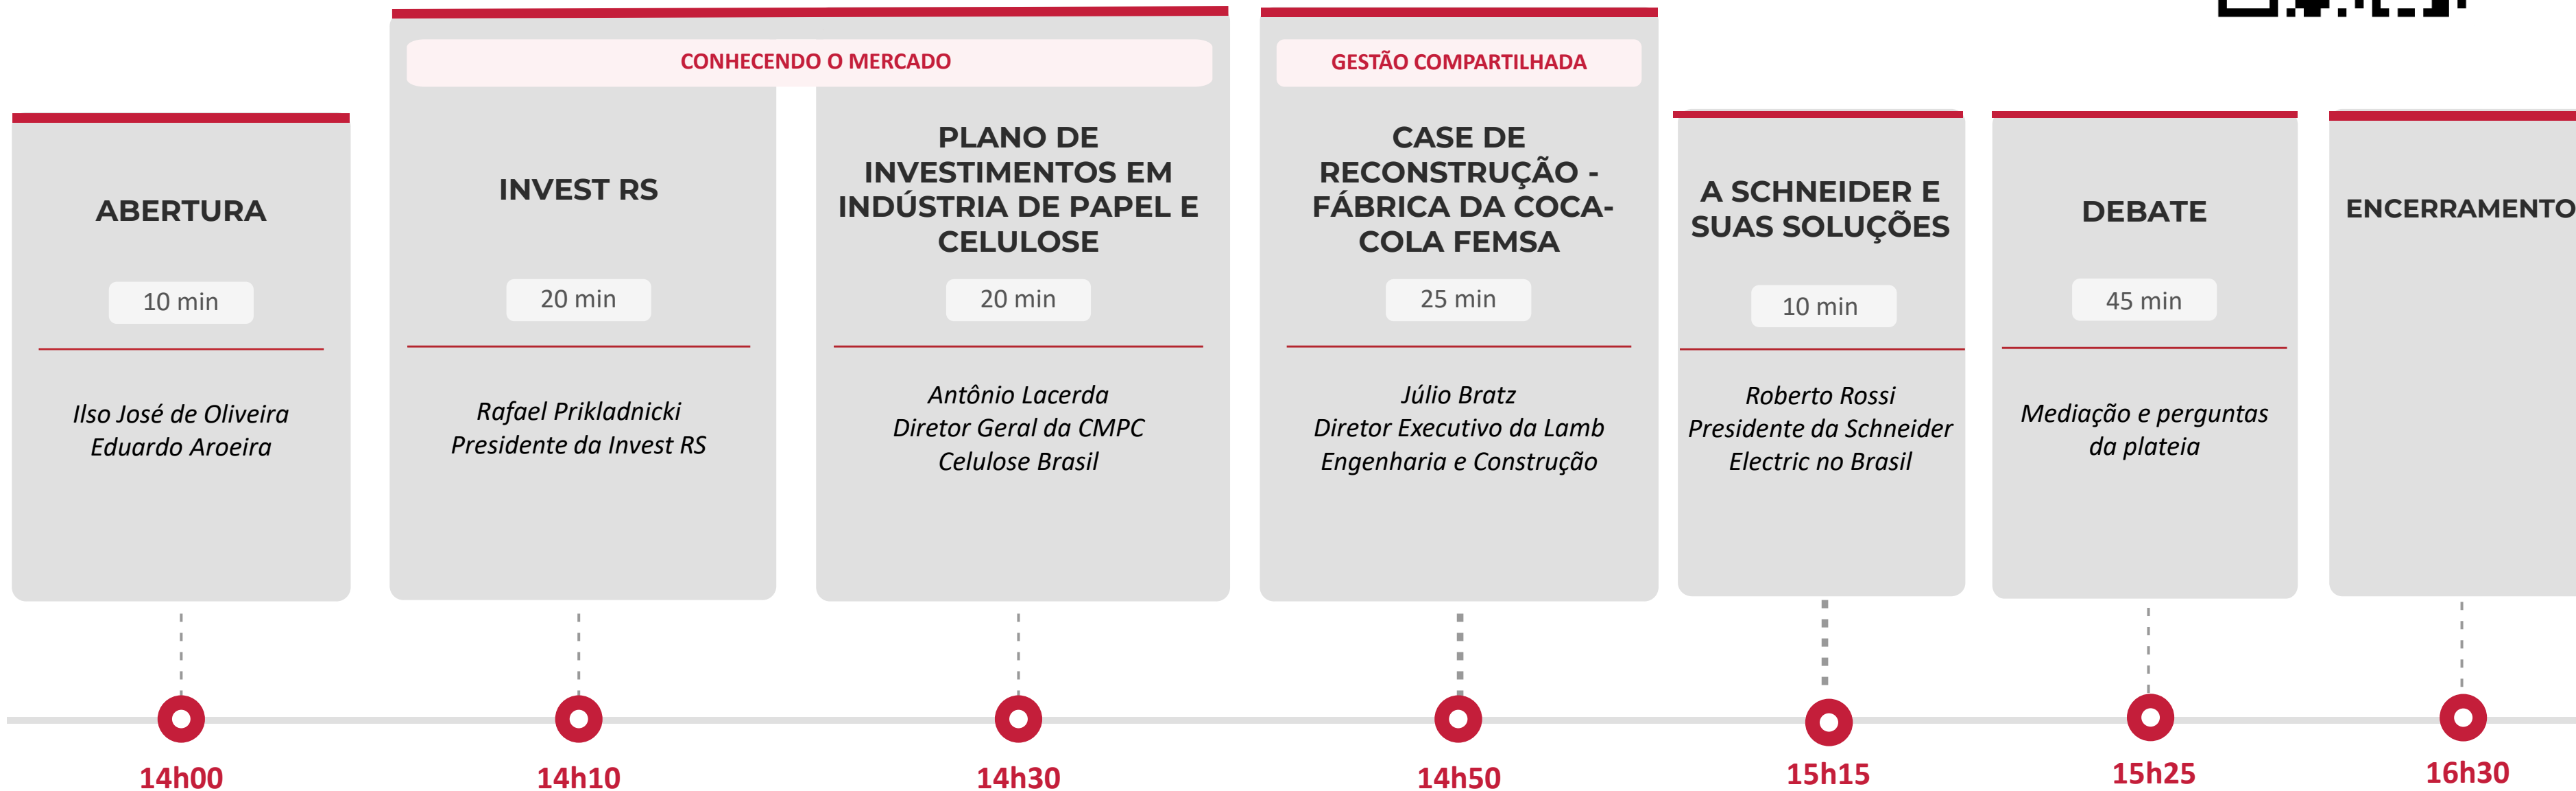 CONHECENDO O MERCADO
GESTÃO COMPARTILHADA
ABERTURA
10 min
Ilso José de Oliveira
Eduardo Aroeira
14h00
INVEST RS
20 min
Rafael Prikladnicki
Presidente da Invest RS
14h10
PLANO DE
INVESTIMENTOS EM
INDÚSTRIA DE PAPEL E
CELULOSE
20 min
Antônio Lacerda
Diretor Geral da CMPC
Celulose Brasil
14h30
CASE DE
RECONSTRUÇÃO -
FÁBRICA DA COCA-
COLA FEMSA
25 min
Júlio Bratz
Diretor Executivo da Lamb
Engenharia e Construção
14h50
A SCHNEIDER E
SUAS SOLUÇÕES
10 min
Roberto Rossi
Presidente da Schneider
Electric no Brasil
15h15
DEBATE
45 min
Mediação e perguntas
da plateia
15h25
ENCERRAMENTO
16h30